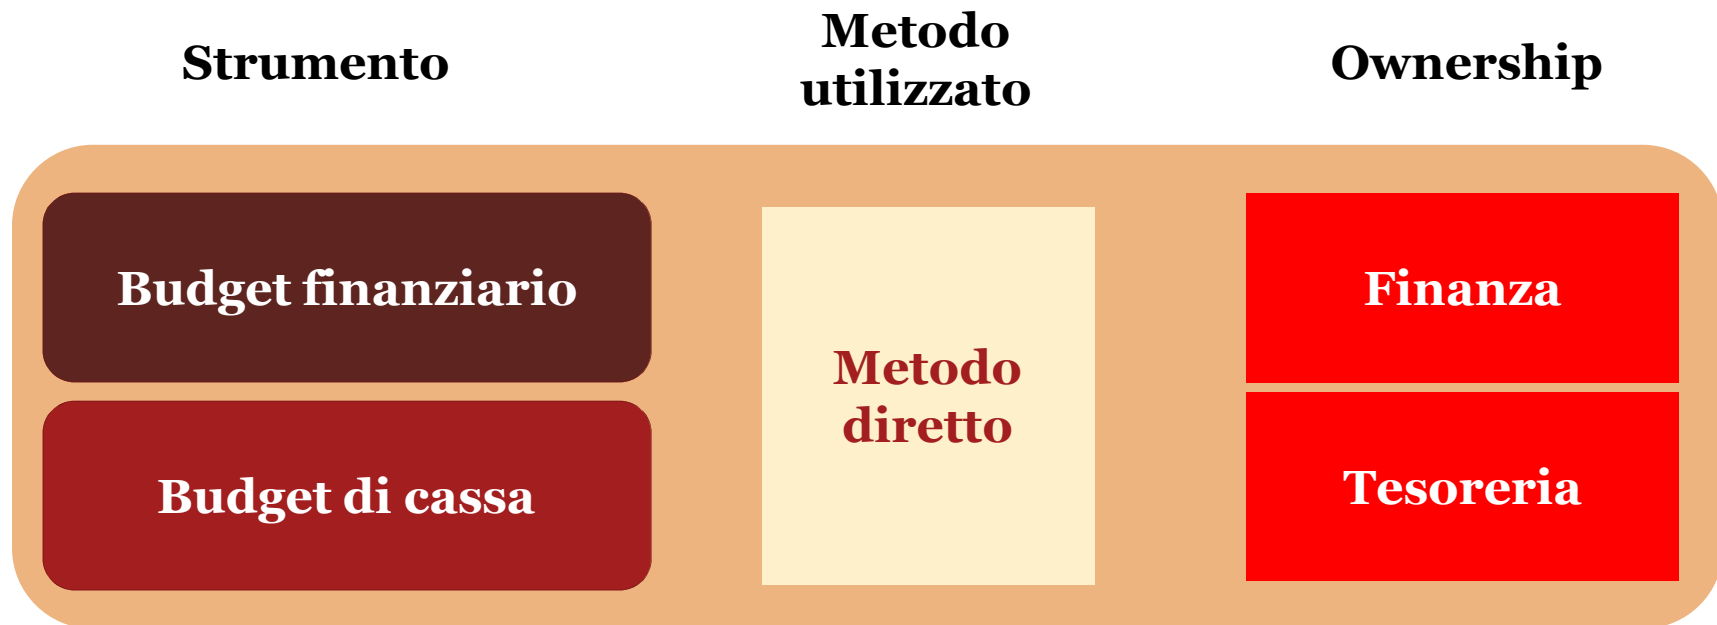 Strumento
Metodo
utilizzato
Ownership
Budget finanziario
Metodo
diretto
Finanza
Budget di cassa
Tesoreria